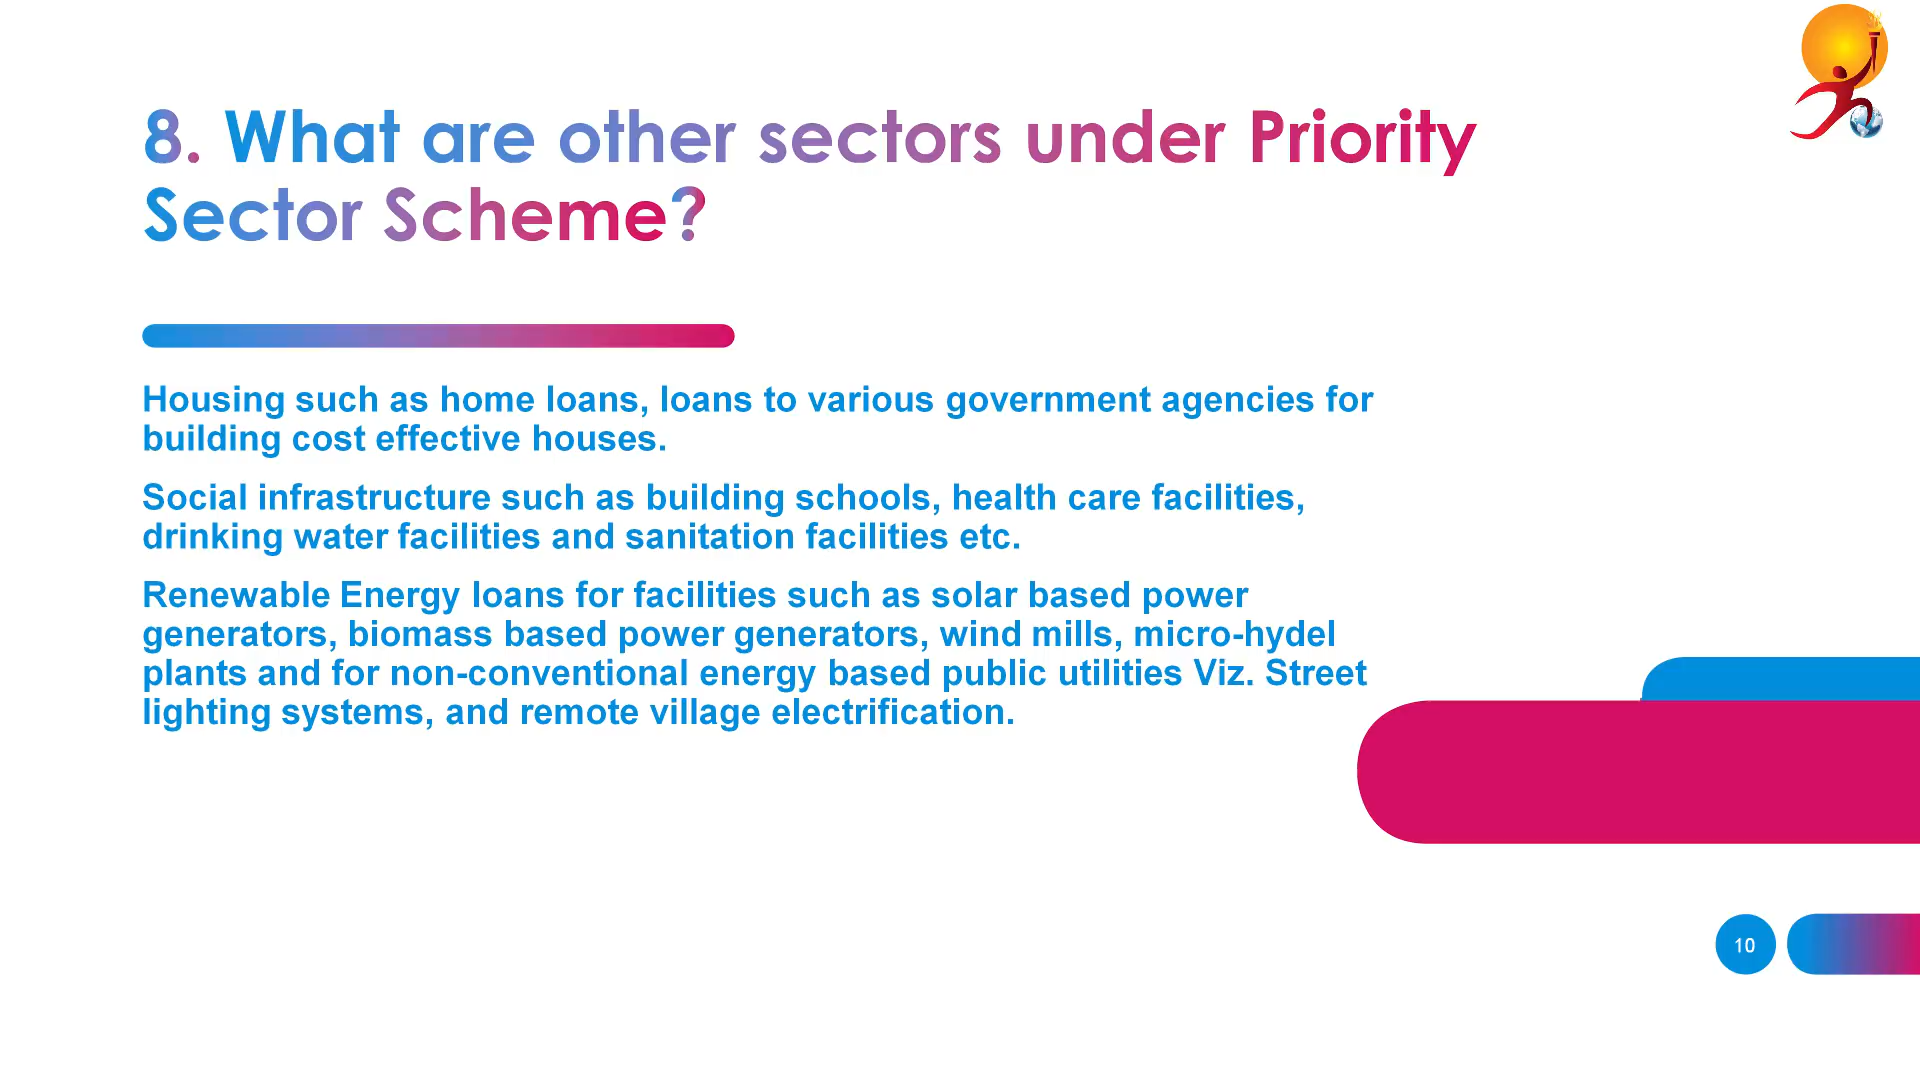 8. What are other sectors under Priority
Sector Scheme?
Housing such as home loans, loans to various government agencies for
building cost effective houses.
Social infrastructure such as building schools, health care facilities,
drinking water facilities and sanitation facilities etc.
Renewable Energy loans for facilities such as solar based power
generators, biomass based power generators, wind mills, micro-hydel
plants and for non-conventional energy based public utilities Viz. Street
lighting systems, and remote village electrification.
10